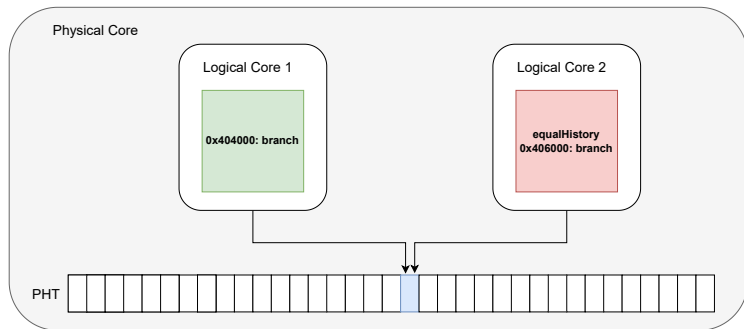 Physical Core
Logical Core 1
Logical Core 2
0x404000: branch
equalHistory
0x406000: branch
PHT